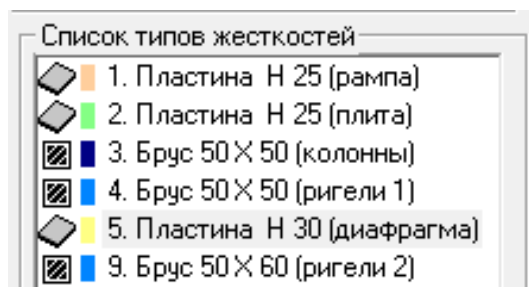 Список типов жесткостей
1. Пластина H 25 (рампа)
2. Пластина H 25 (плита)
3. Брус 50 X 50 (колонны)
4. Брус 50 X 50 (ригели 1)
5. Пластина H 30 (диафрагма)
9. Брус 50 X 60 (ригели 2)